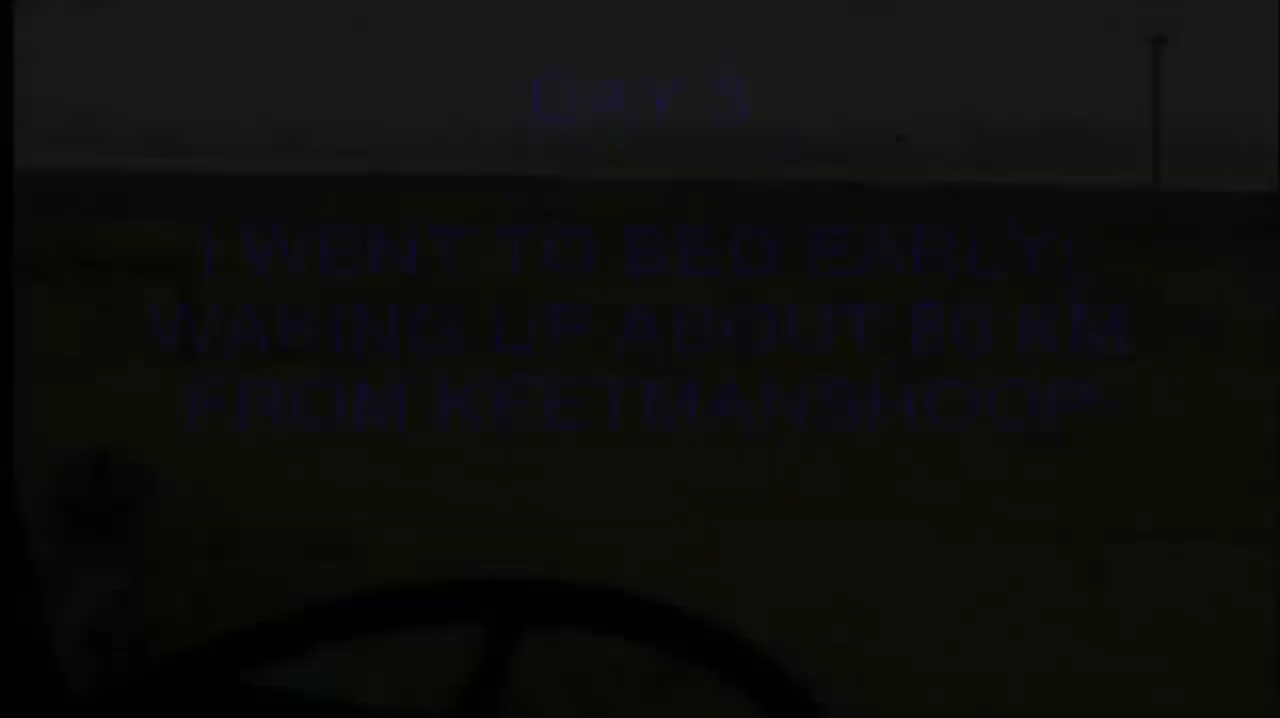 DAY 3
I WENT TO BED EARLY,
WAKING UP ABOUT 80 KM
FROM KEETMANSHOOP